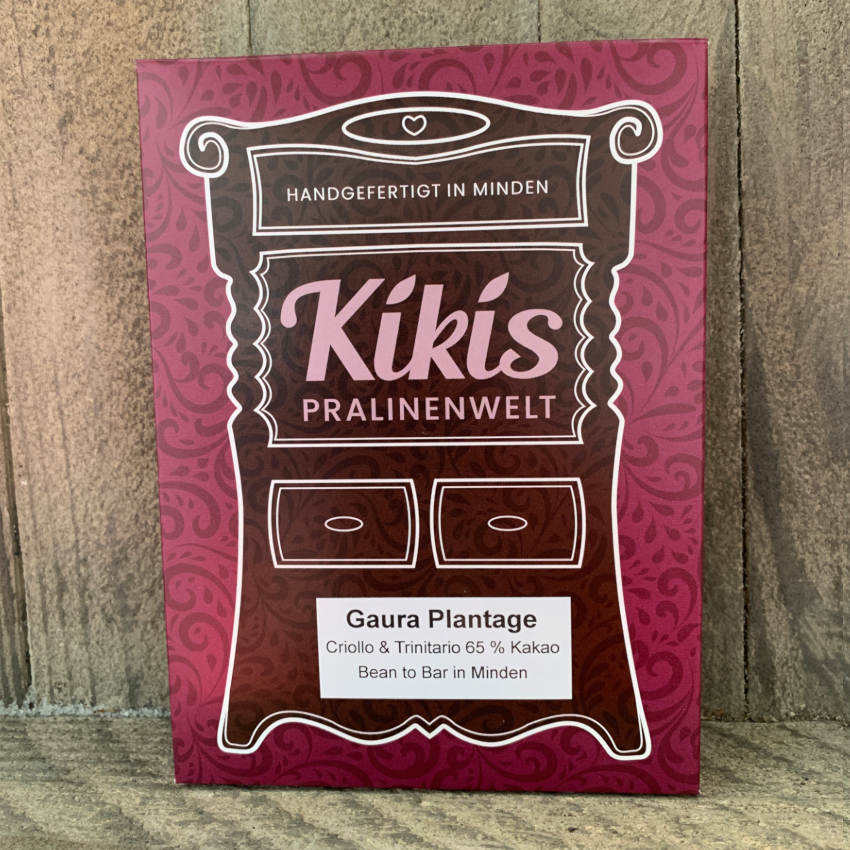 HANDGEFERTIGT IN MINDEN
Kikis
PRALINENWELT
Gaura Plantage
Criollo & Trinitario 65 % Kakao
Bean to Bar in Minden